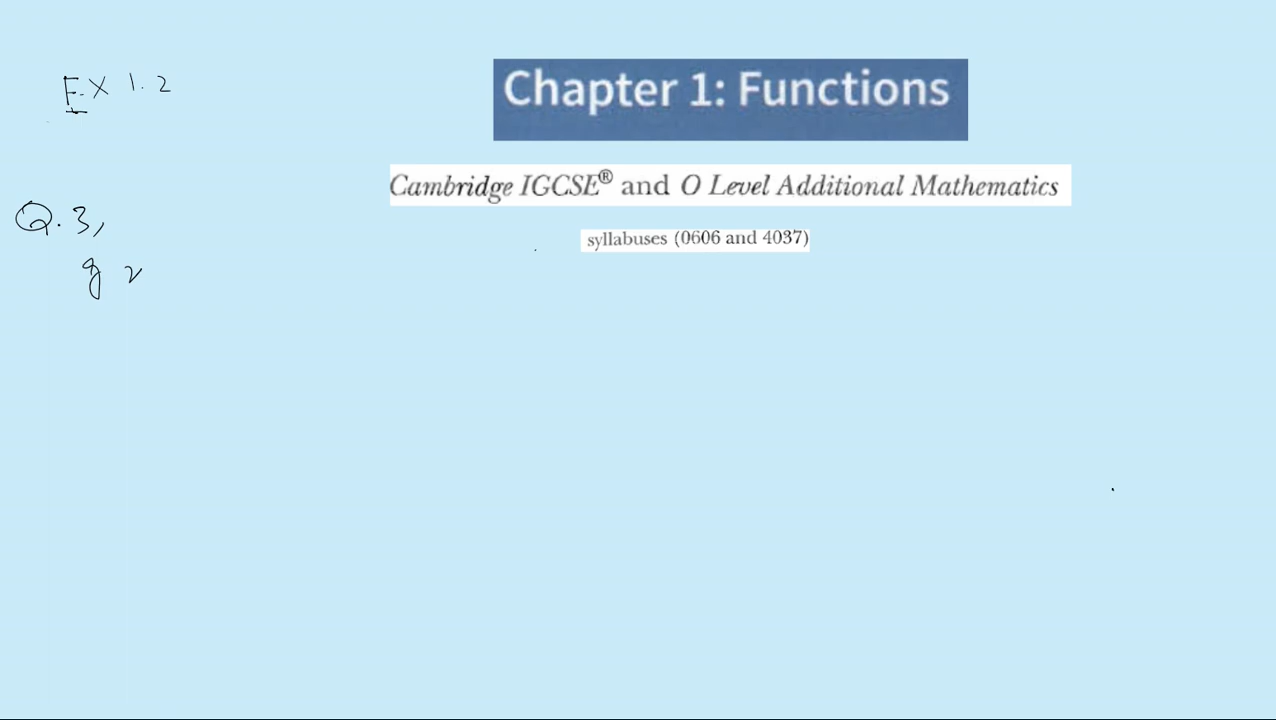 Ex 1.2
Chapter 1: Functions
Cambridge IGCSE® and O Level Additional Mathematics
syllabuses (0606 and 4037)
Q. 3,
g